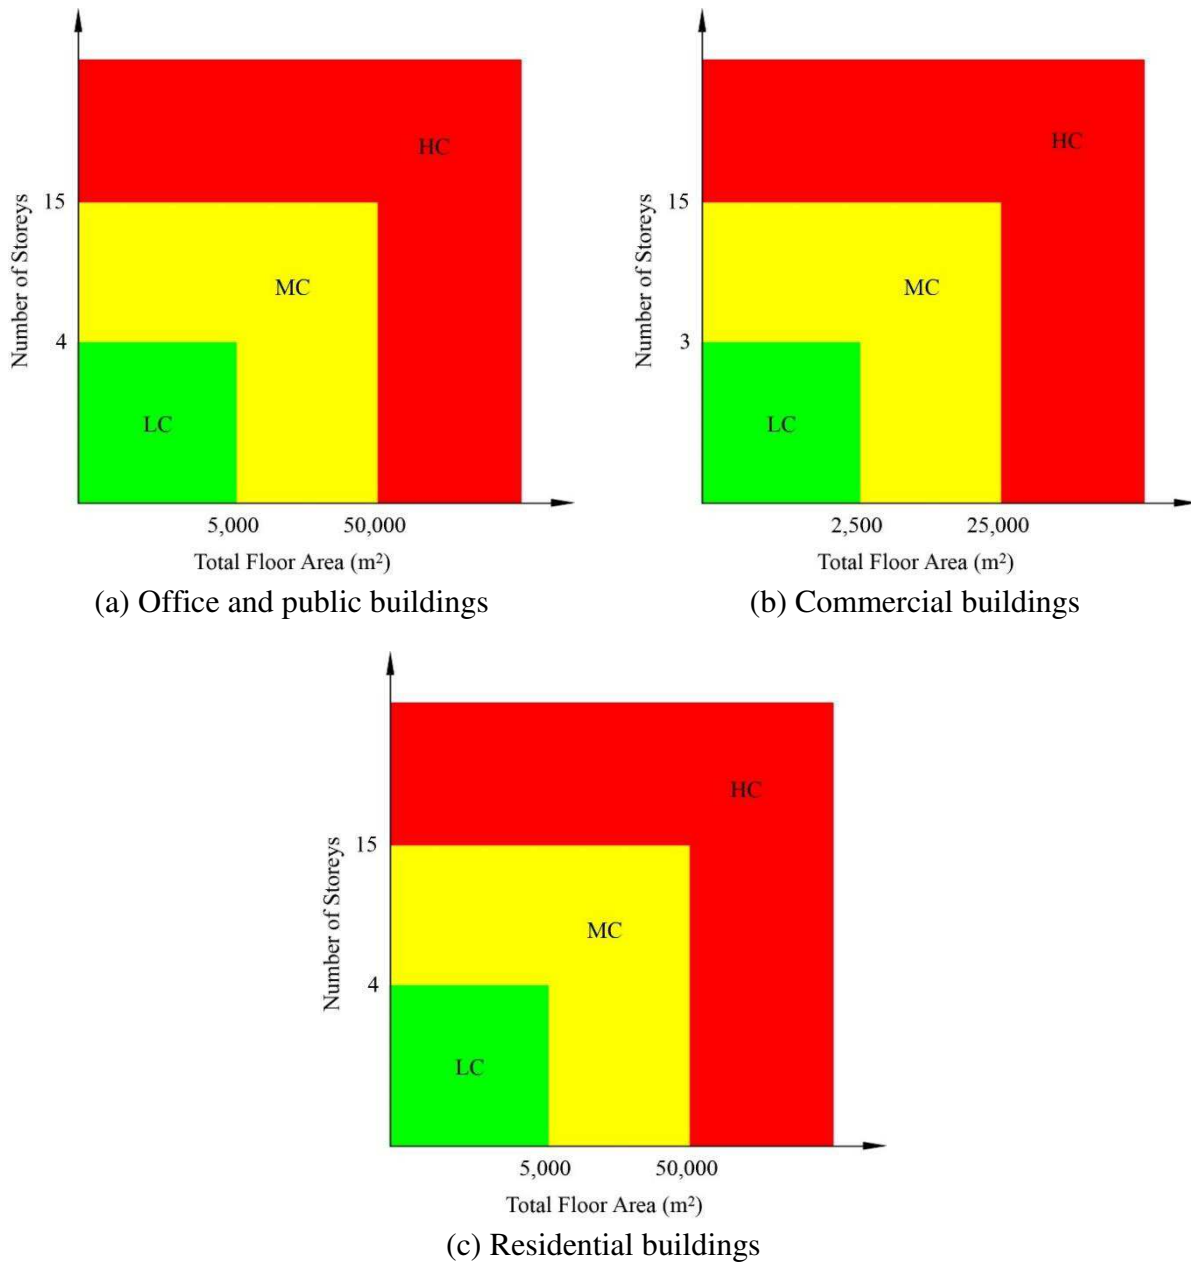 HC
15
MC
4
LC
Number of Storeys
5,000 50,000
Total Floor Area (m²)
(a) Office and public buildings
HC
15
MC
3
LC
Number of Storeys
2,500 25,000
Total Floor Area (m²)
(b) Commercial buildings
HC
15
MC
4
LC
Number of Storeys
5,000 50,000
Total Floor Area (m²)
(c) Residential buildings